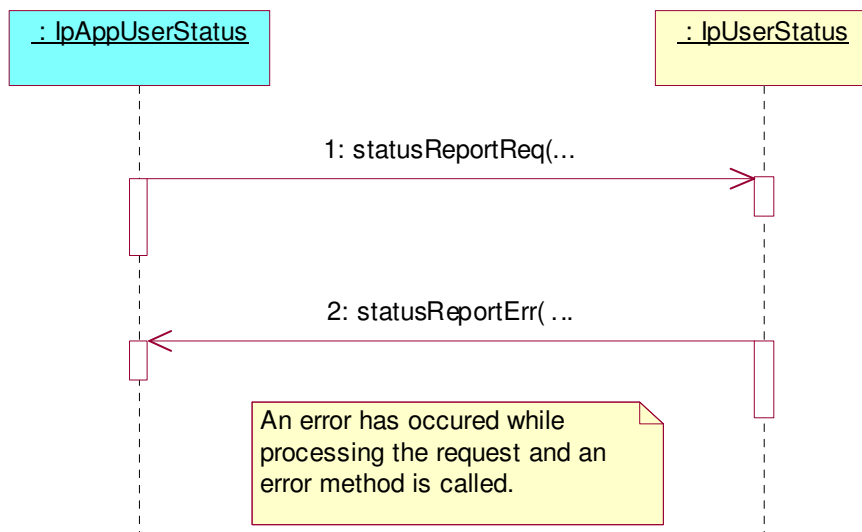 : IpAppUserStatus
: IpUserStatus
1: statusReportReq(...
2: statusReportErr( ...
An error has occured while
processing the request and an
error method is called.